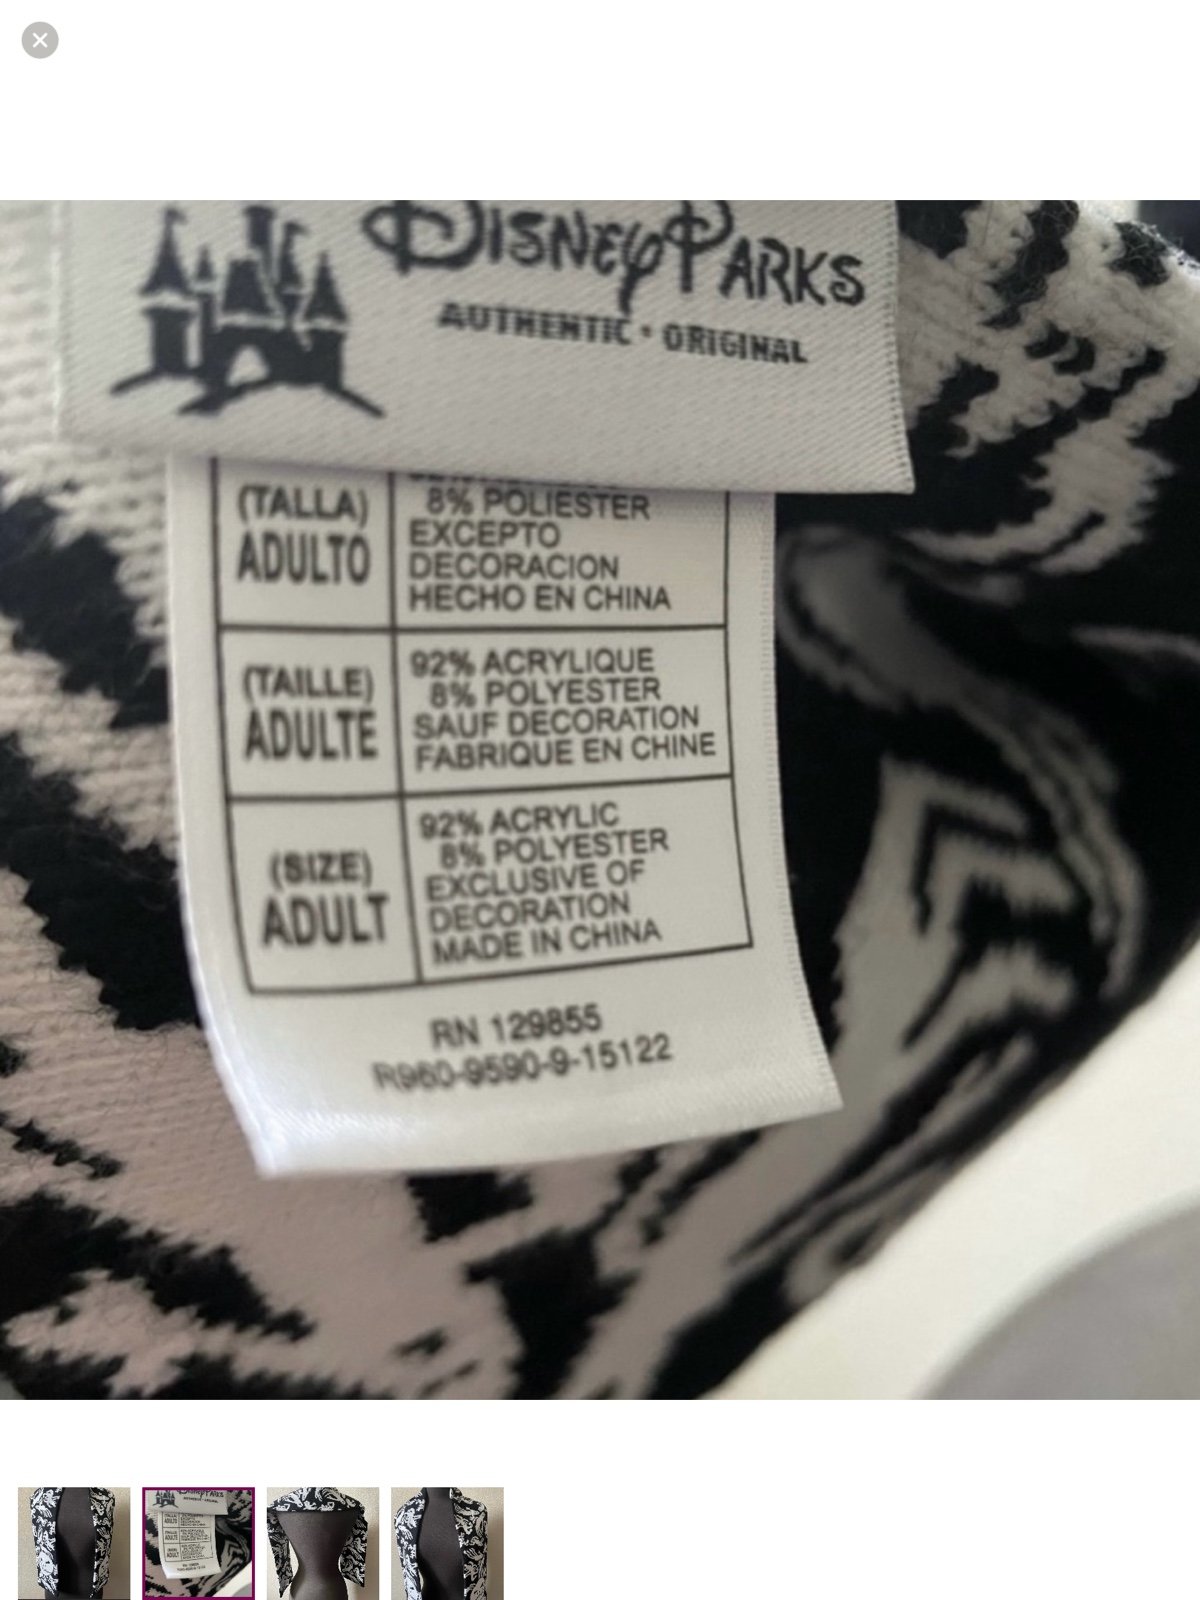 DISNEY PARKS
AUTHENTIC • ORIGINAL
(TALLA)
ADULTO
8% POLIESTER
EXCEPTO
DECORACION
HECHO EN CHINA
(TAILLE)
ADULTE
92% ACRYLIQUE
8% POLYESTER
SAUF DECORATION
FABRIQUE EN CHINE
(SIZE)
ADULT
92% ACRYLIC
8% POLYESTER
EXCLUSIVE OF
DECORATION
MADE IN CHINA
RN 129855
R960-9590-9-15122